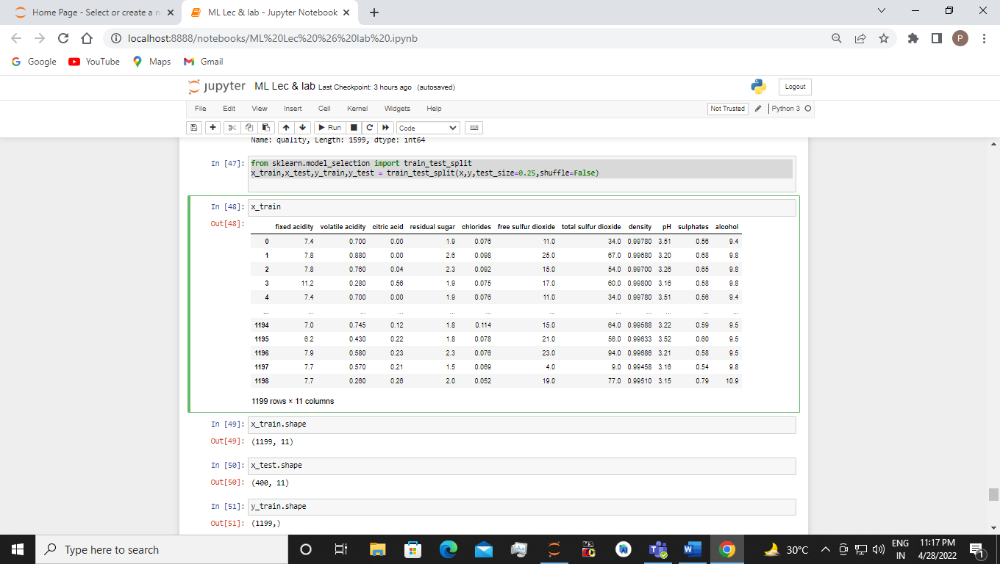 Home Page - Select or create a n
ML Lec & lab - Jupyter Notebook
localhost:8888/notebooks/ML%20Lec%20%26%20lab%20.ipynb
P
Google YouTube Maps Gmail
jupyter ML Lec & lab Last Checkpoint: 3 hours ago (autosaved)
Logout
File Edit View Insert Cell Kernel Widgets Help
Not Trusted Python 3
Run Code
Name: quality, Length: 1599, dtype: int64
In [47]: from sklearn.model_selection import train_test_split
x_train,x_test,y_train,y_test = train_test_split(x,y,test_size=0.25,shuffle=False)
In [48]: x_train
Out[48]:
fixed acidity volatile acidity citric acid residual sugar chlorides free sulfur dioxide total sulfur dioxide density pH sulphates alcohol
0 7.4 0.700 0.00 1.9 0.076 11.0 34.0 0.99780 3.51 0.56 9.4
1 7.8 0.880 0.00 2.6 0.098 25.0 67.0 0.99680 3.20 0.68 9.8
2 7.8 0.760 0.04 2.3 0.092 15.0 54.0 0.99700 3.26 0.65 9.8
3 11.2 0.280 0.56 1.9 0.075 17.0 60.0 0.99800 3.16 0.58 9.8
4 7.4 0.700 0.00 1.9 0.076 11.0 34.0 0.99780 3.51 0.56 9.4
... ... ... ... ... ... ... ... ... ... ... ...
1194 7.0 0.745 0.12 1.8 0.114 15.0 64.0 0.99588 3.22 0.59 9.5
1195 6.2 0.430 0.22 1.8 0.078 21.0 56.0 0.99633 3.52 0.60 9.5
1196 7.9 0.580 0.23 2.3 0.076 23.0 94.0 0.99686 3.21 0.58 9.5
1197 7.7 0.570 0.21 1.5 0.069 4.0 9.0 0.99458 3.16 0.54 9.8
1198 7.7 0.260 0.26 2.0 0.052 19.0 77.0 0.99510 3.15 0.79 10.9
1199 rows × 11 columns
In [49]: x_train.shape
Out[49]: (1199, 11)
In [50]: x_test.shape
Out[50]: (400, 11)
In [51]: y_train.shape
Out[51]: (1199,)
Type here to search
30°C
ENG
IN
11:17 PM
4/28/2022
1